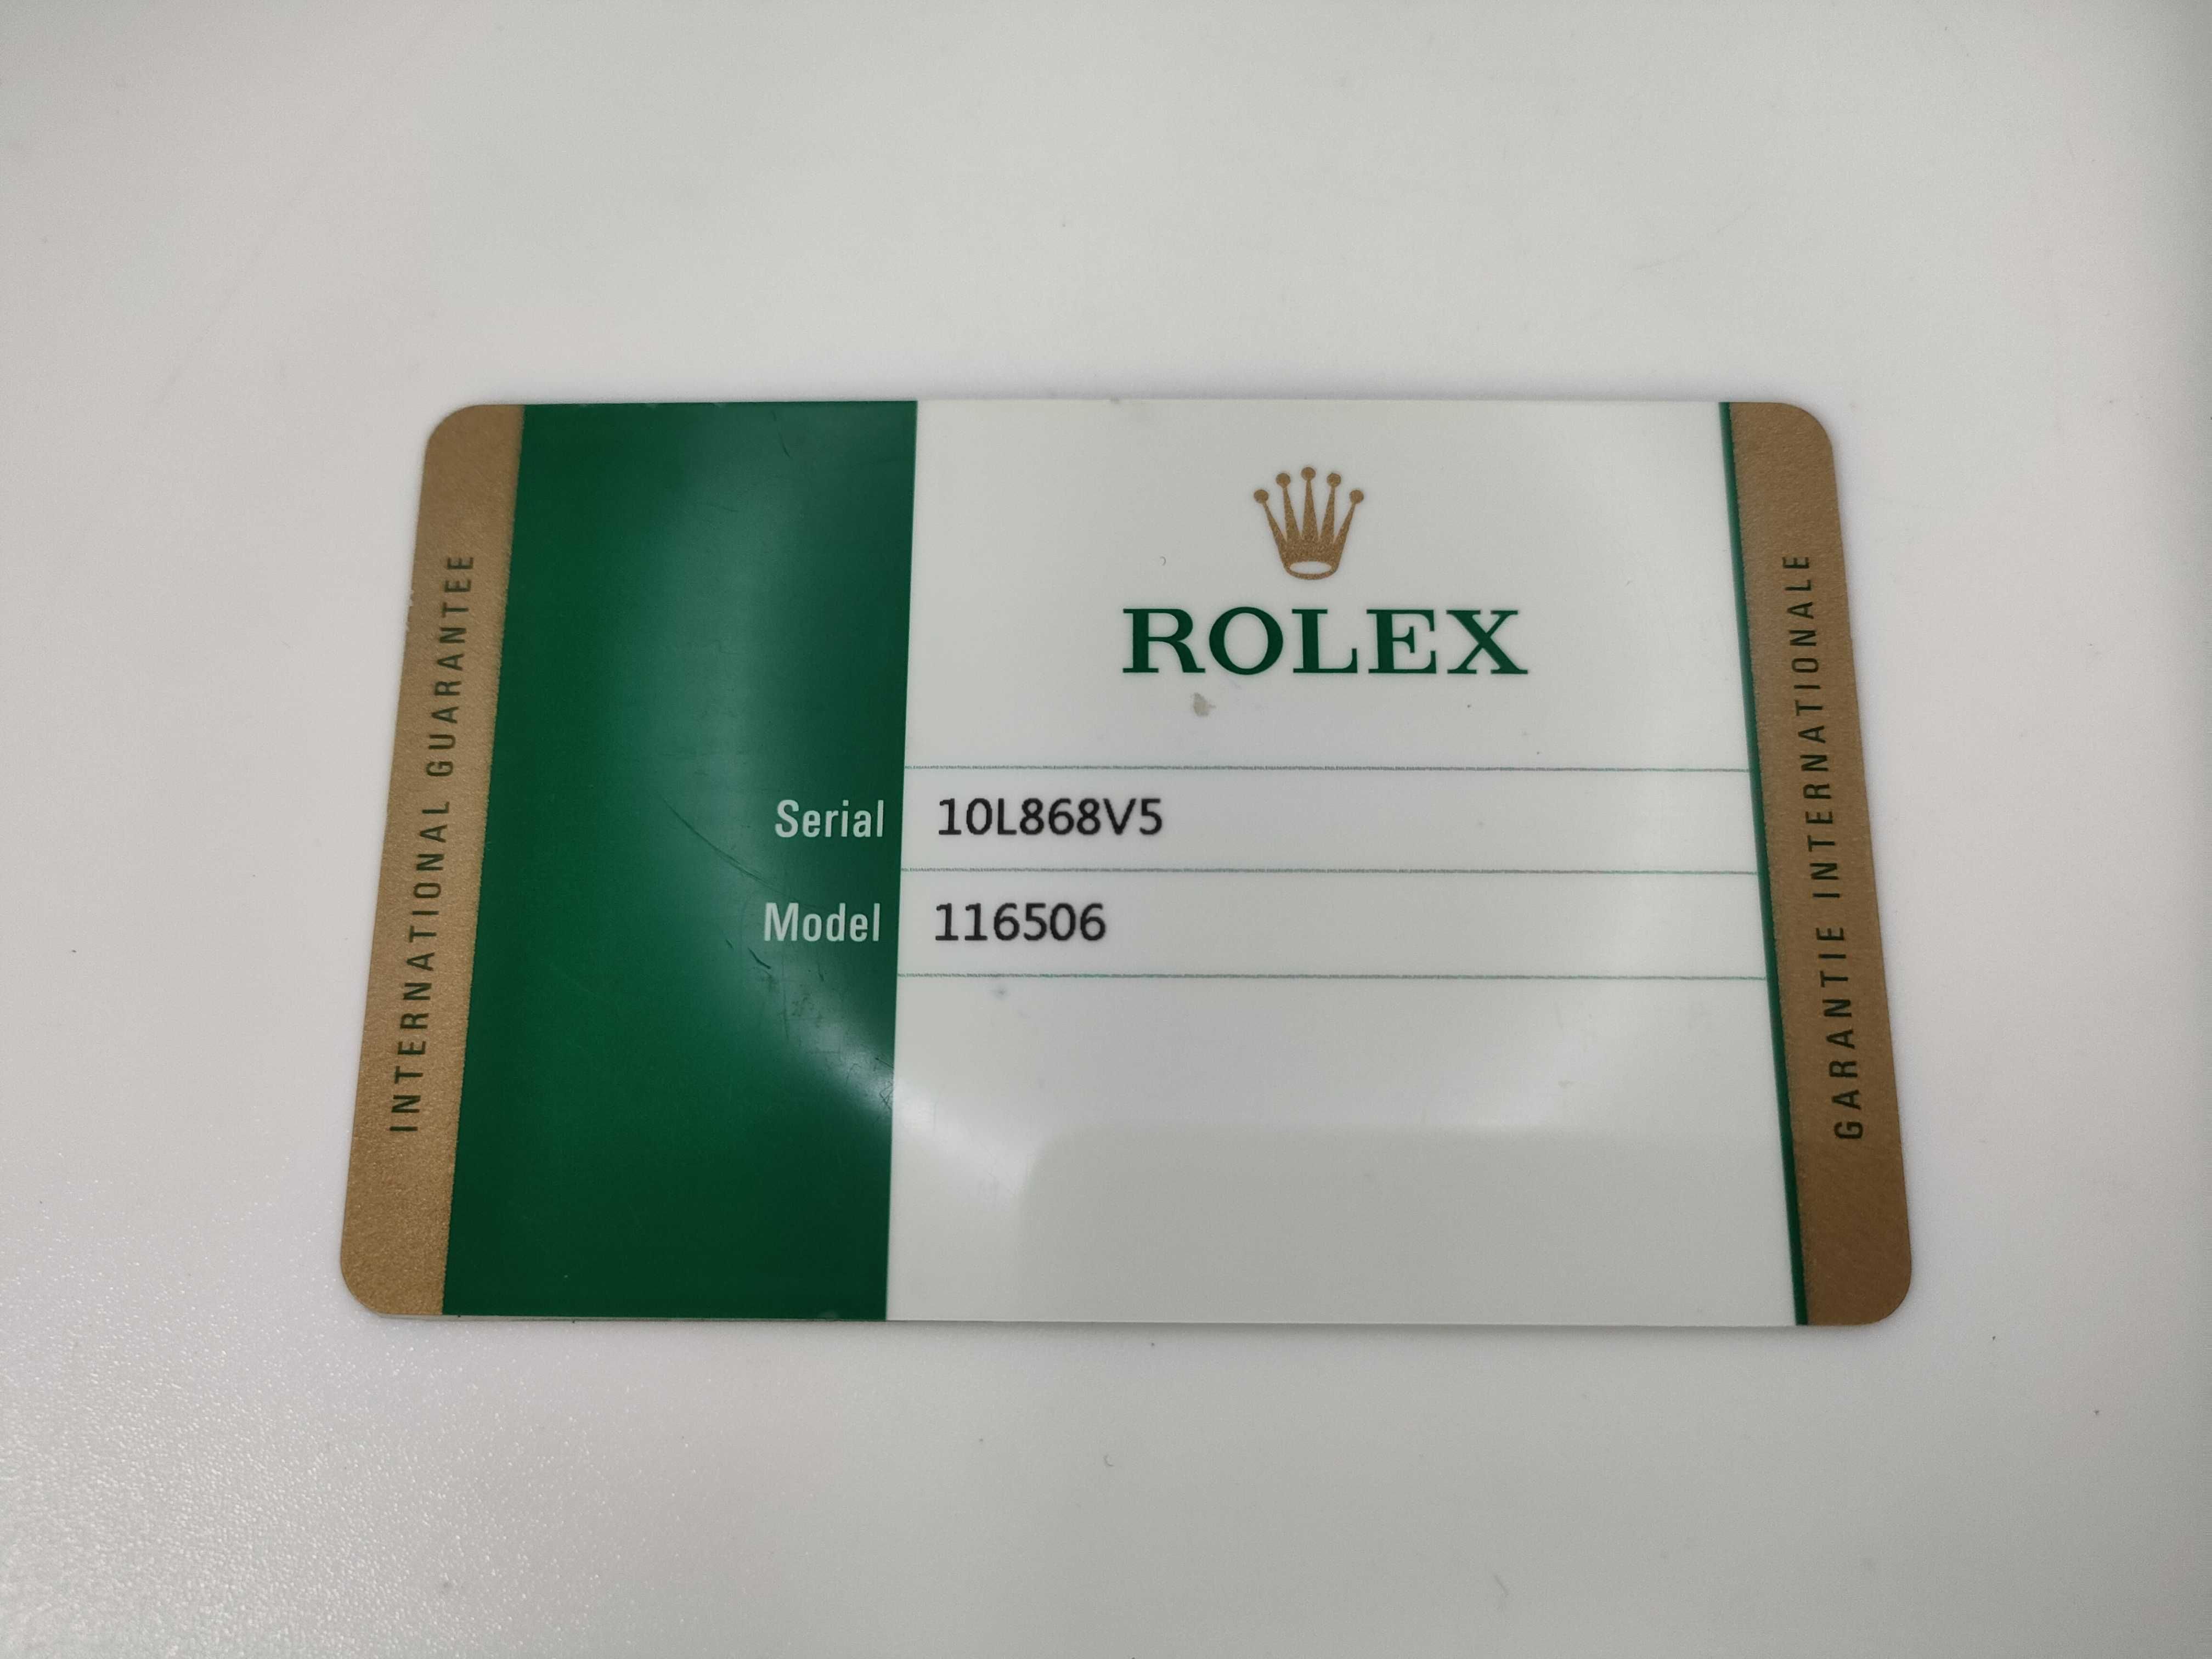 INTERNATIONAL GUARANTEE
ROLEX
Serial 10L868V5
Model 116506
GARANTIE INTERNATIONALE